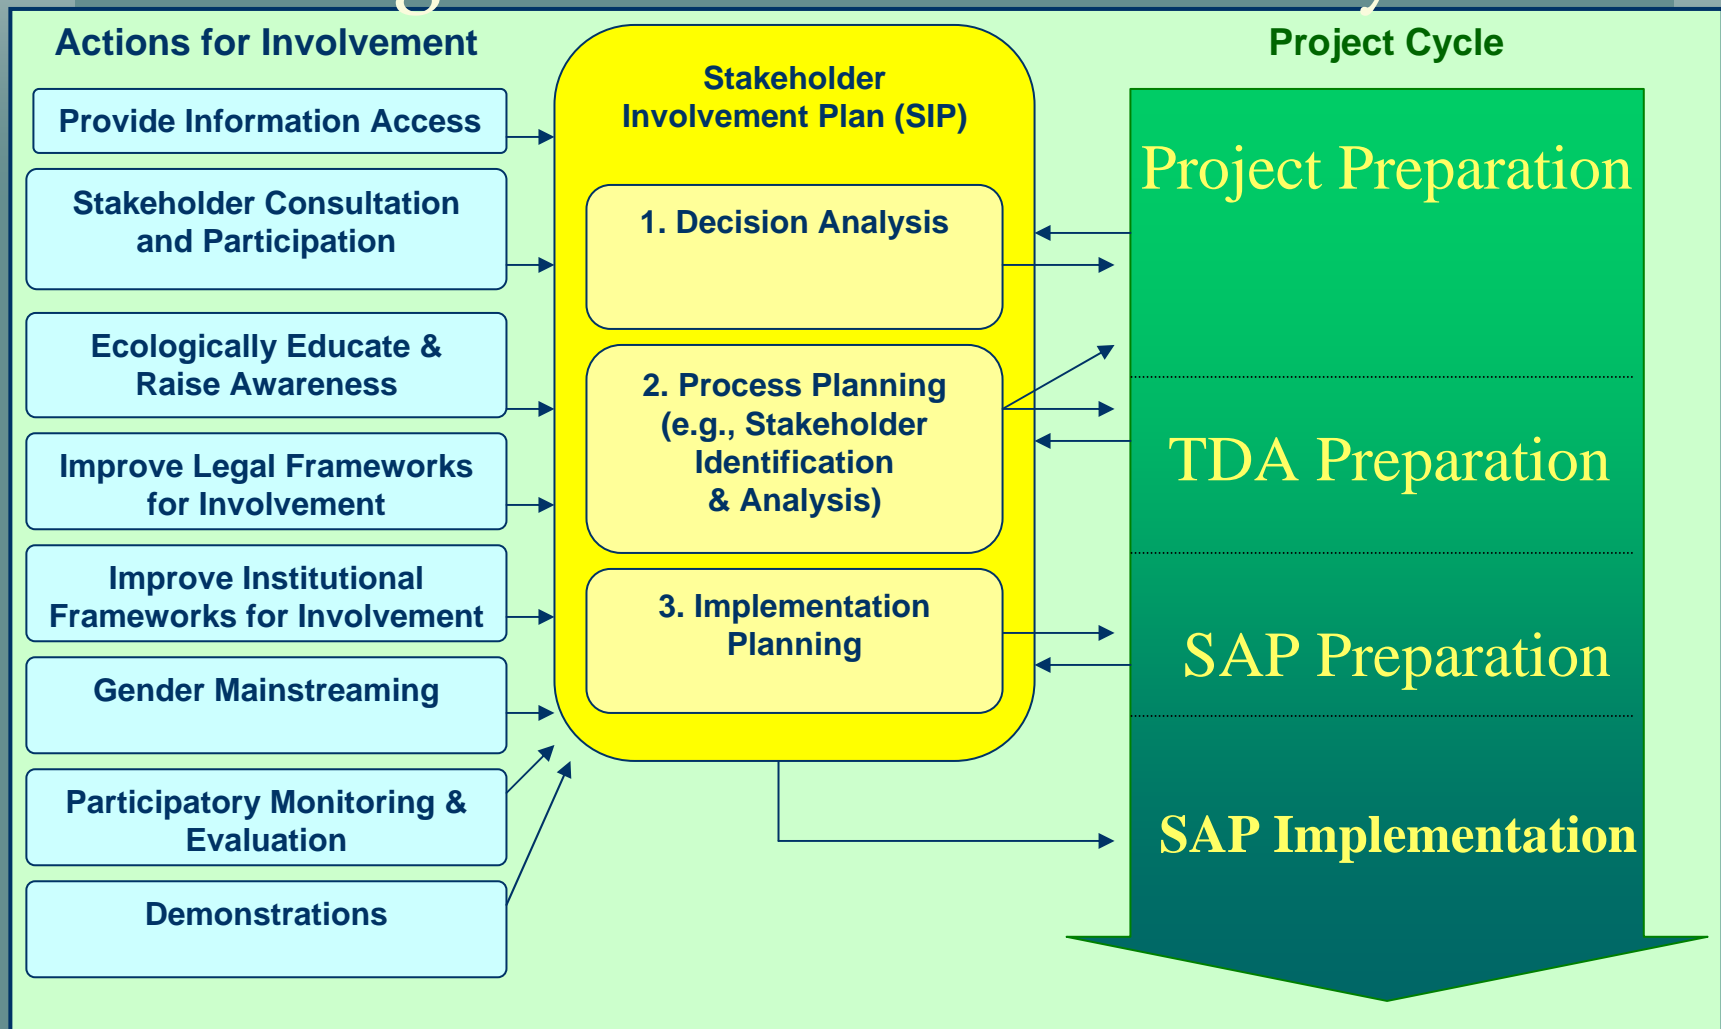 Actions for Involvement
Provide Information Access
Stakeholder Consultation
and Participation
Ecologically Educate &
Raise Awareness
Improve Legal Frameworks
for Involvement
Improve Institutional
Frameworks for Involvement
Gender Mainstreaming
Participatory Monitoring &
Evaluation
Demonstrations
Stakeholder
Involvement Plan (SIP)
1. Decision Analysis
2. Process Planning
(e.g., Stakeholder
Identification
& Analysis)
3. Implementation
Planning
Project Cycle
Project Preparation
TDA Preparation
SAP Preparation
SAP Implementation